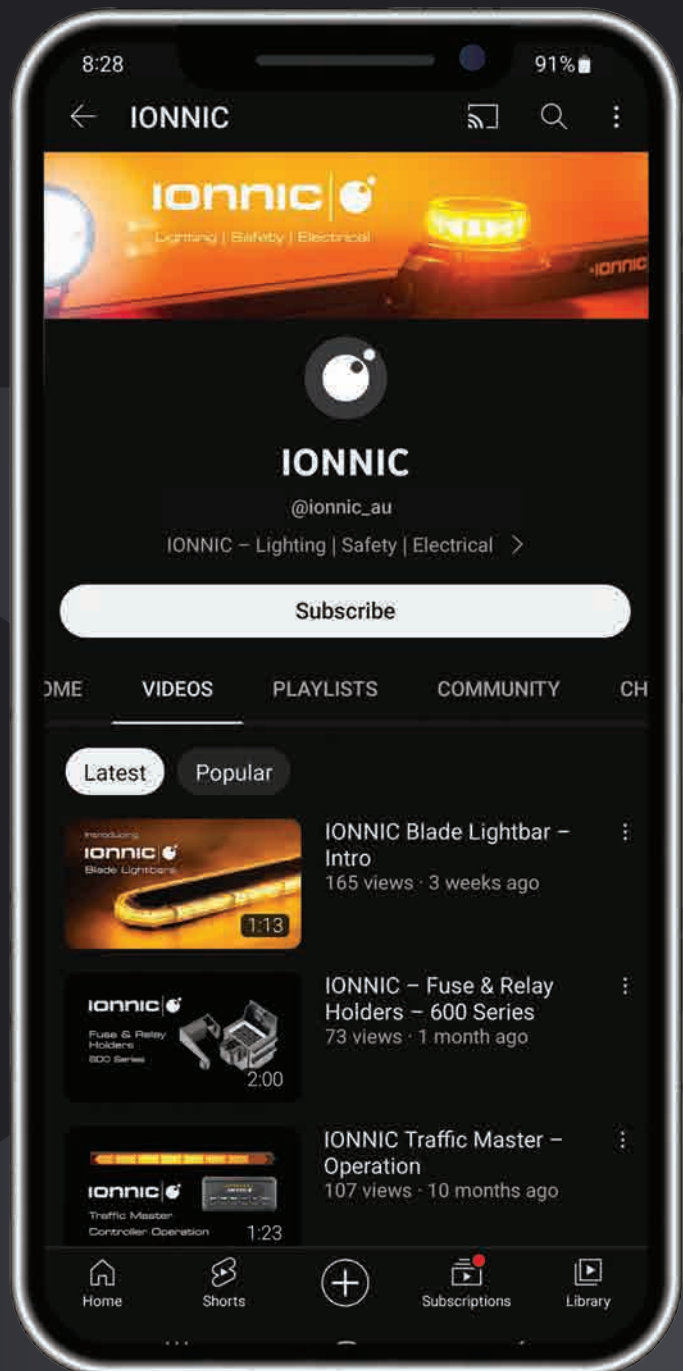 8:28
91%
IONNIC
IONNIC
Lighting | Safety | Electrical
IONNIC
IONNIC
@ionnic_au
IONNIC – Lighting | Safety | Electrical
Subscribe
OME
VIDEOS
PLAYLISTS
COMMUNITY
CH
Latest
Popular
Introducing
IONNIC
Blade Lightbars
1:13
IONNIC Blade Lightbar –
Intro
165 views · 3 weeks ago
IONNIC
Fuse & Relay
Holders
600 Series
2:00
IONNIC – Fuse & Relay
Holders – 600 Series
73 views · 1 month ago
IONNIC
Traffic Master
Controller Operation
1:23
IONNIC Traffic Master –
Operation
107 views · 10 months ago
Home
Shorts
Subscriptions
Library